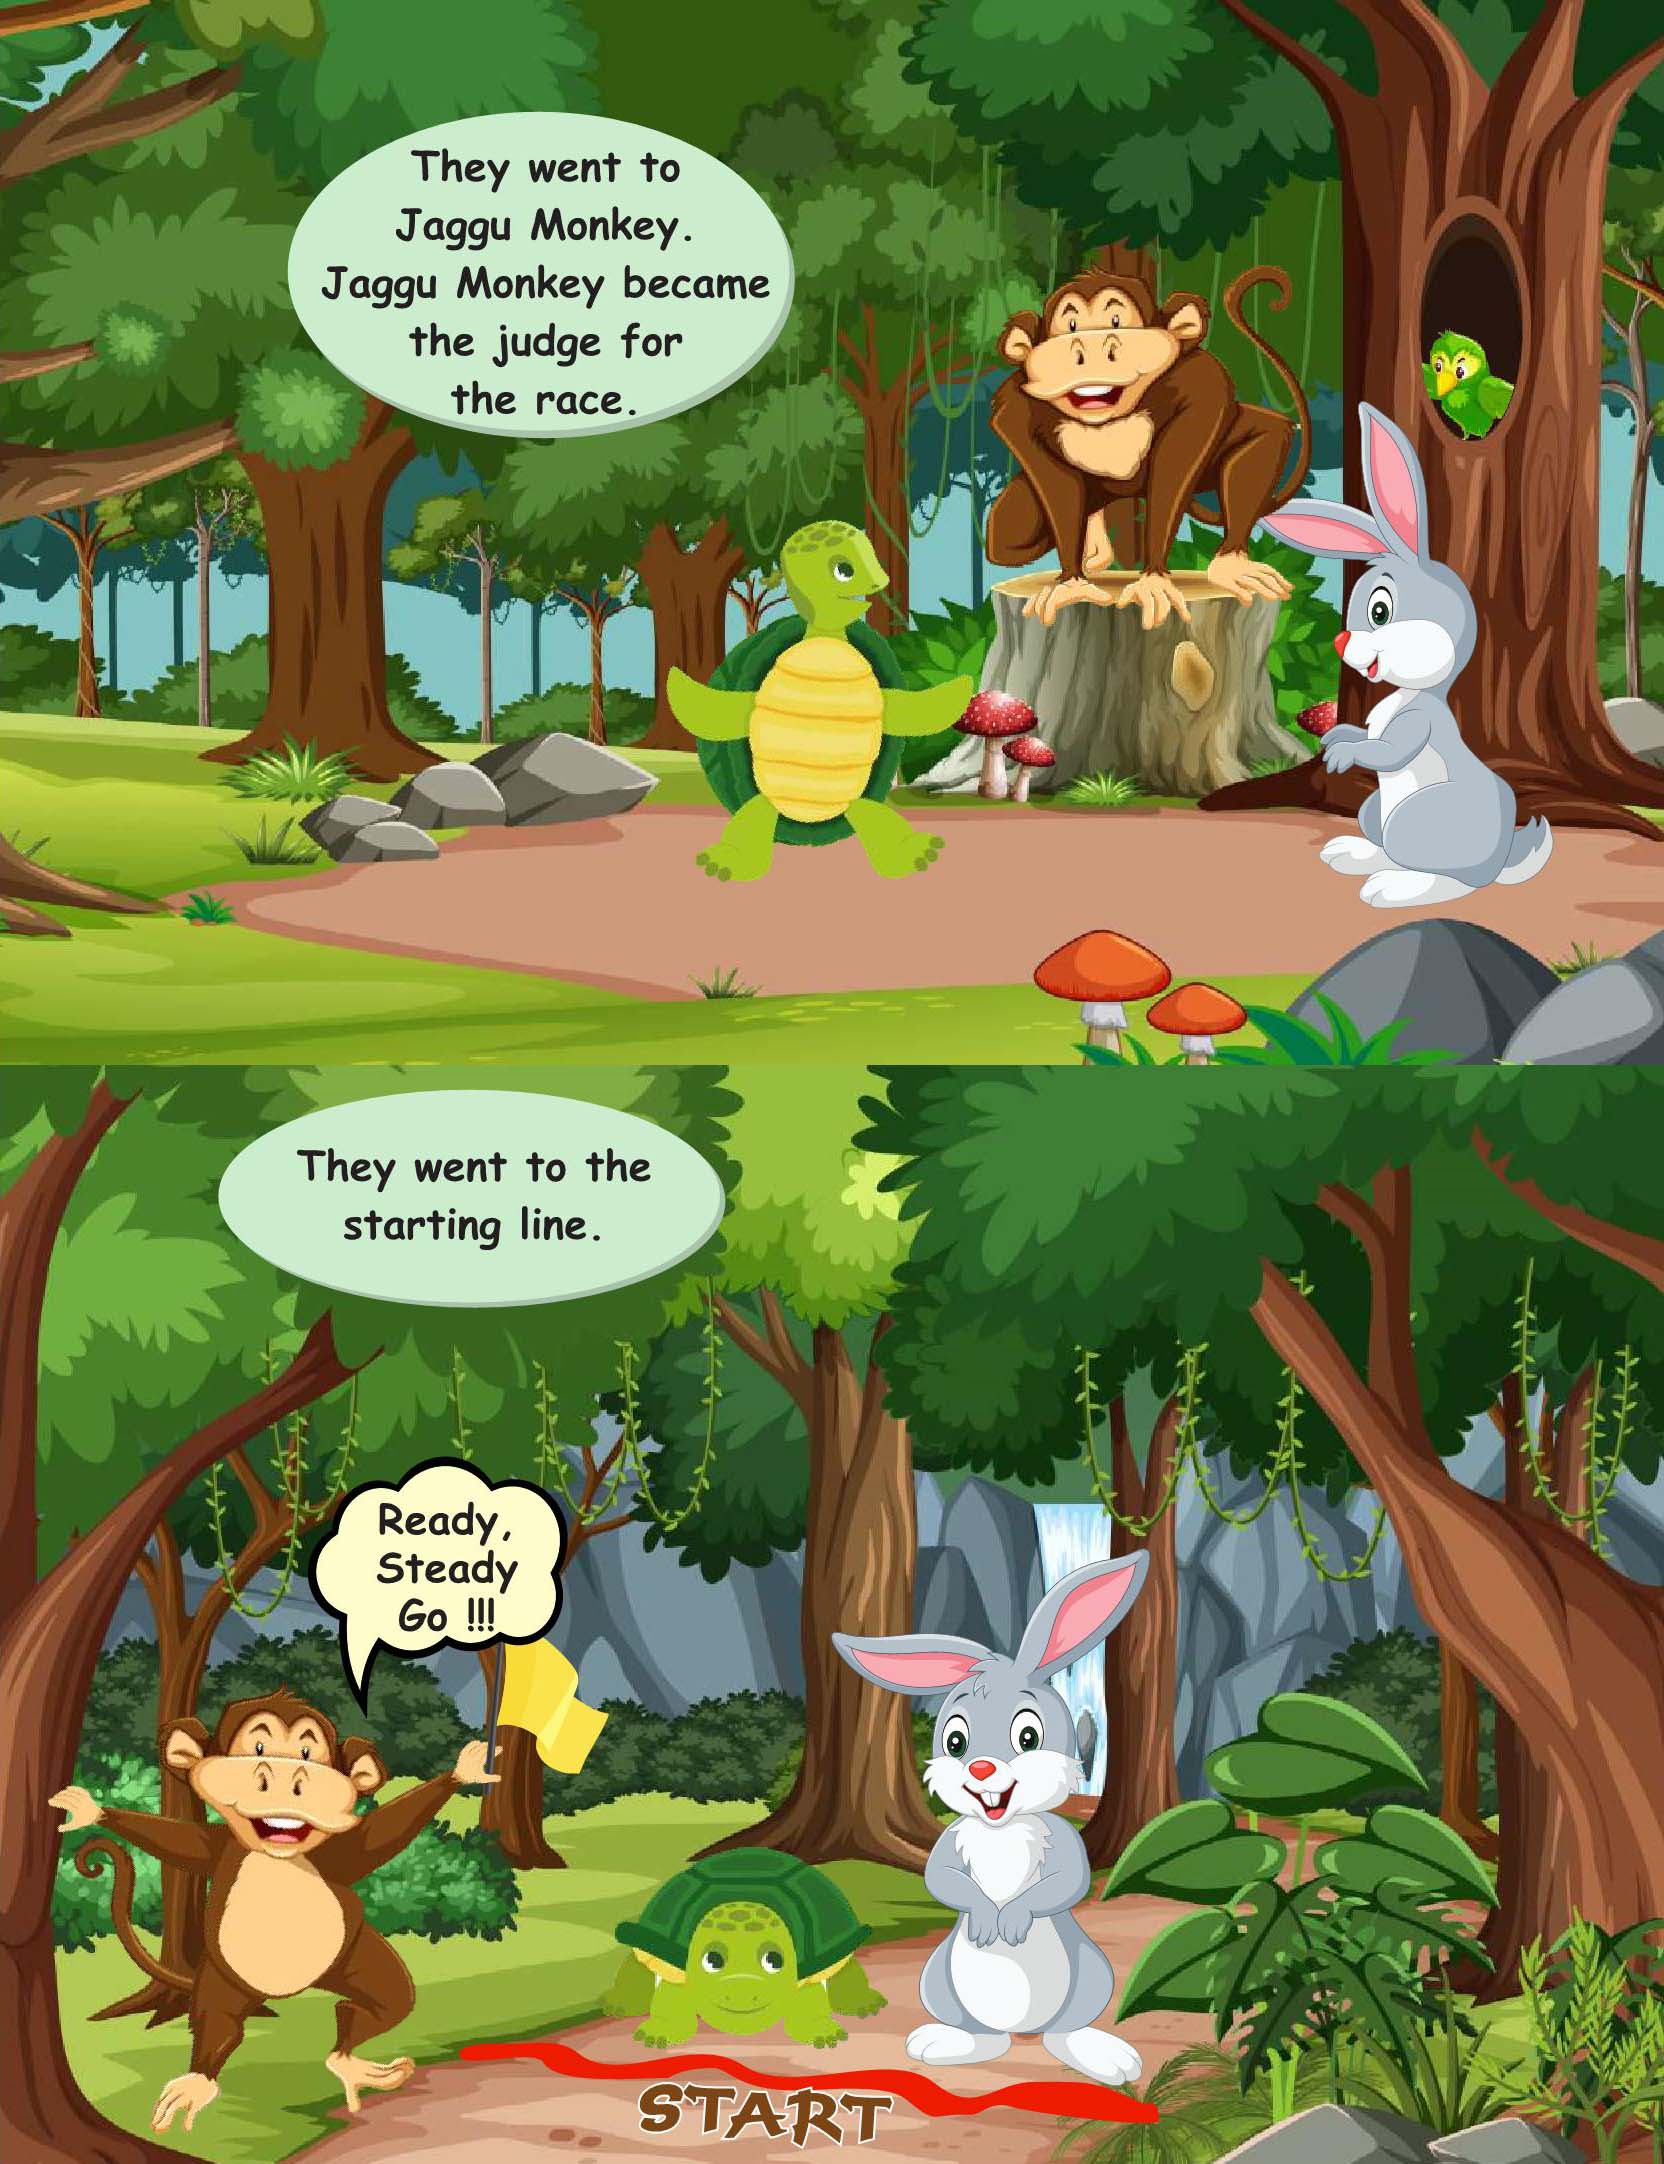 They went to
Jaggu Monkey.
Jaggu Monkey became
the judge for
the race.
They went to the
starting line.
Ready,
Steady
Go !!!
START